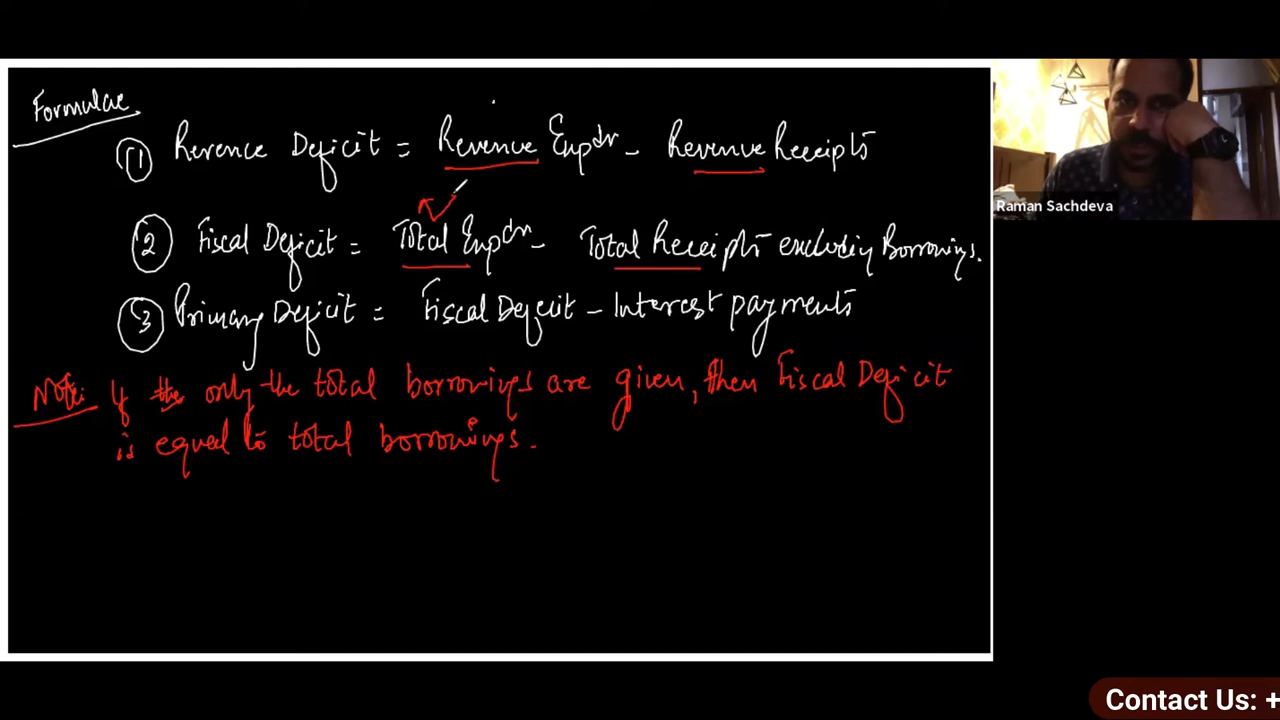 Formulae
① Revenue Deficit = Revenue Expdr - Revenue Receipts
② Fiscal Deficit = Total Expdr - Total Receipts excluding Borrowings.
③ Primary Deficit = Fiscal Deficit - Interest payments
Note: If the only the total borrowings are given, then Fiscal Deficit
is equal to total borrowings.
Raman Sachdeva
Contact Us: +